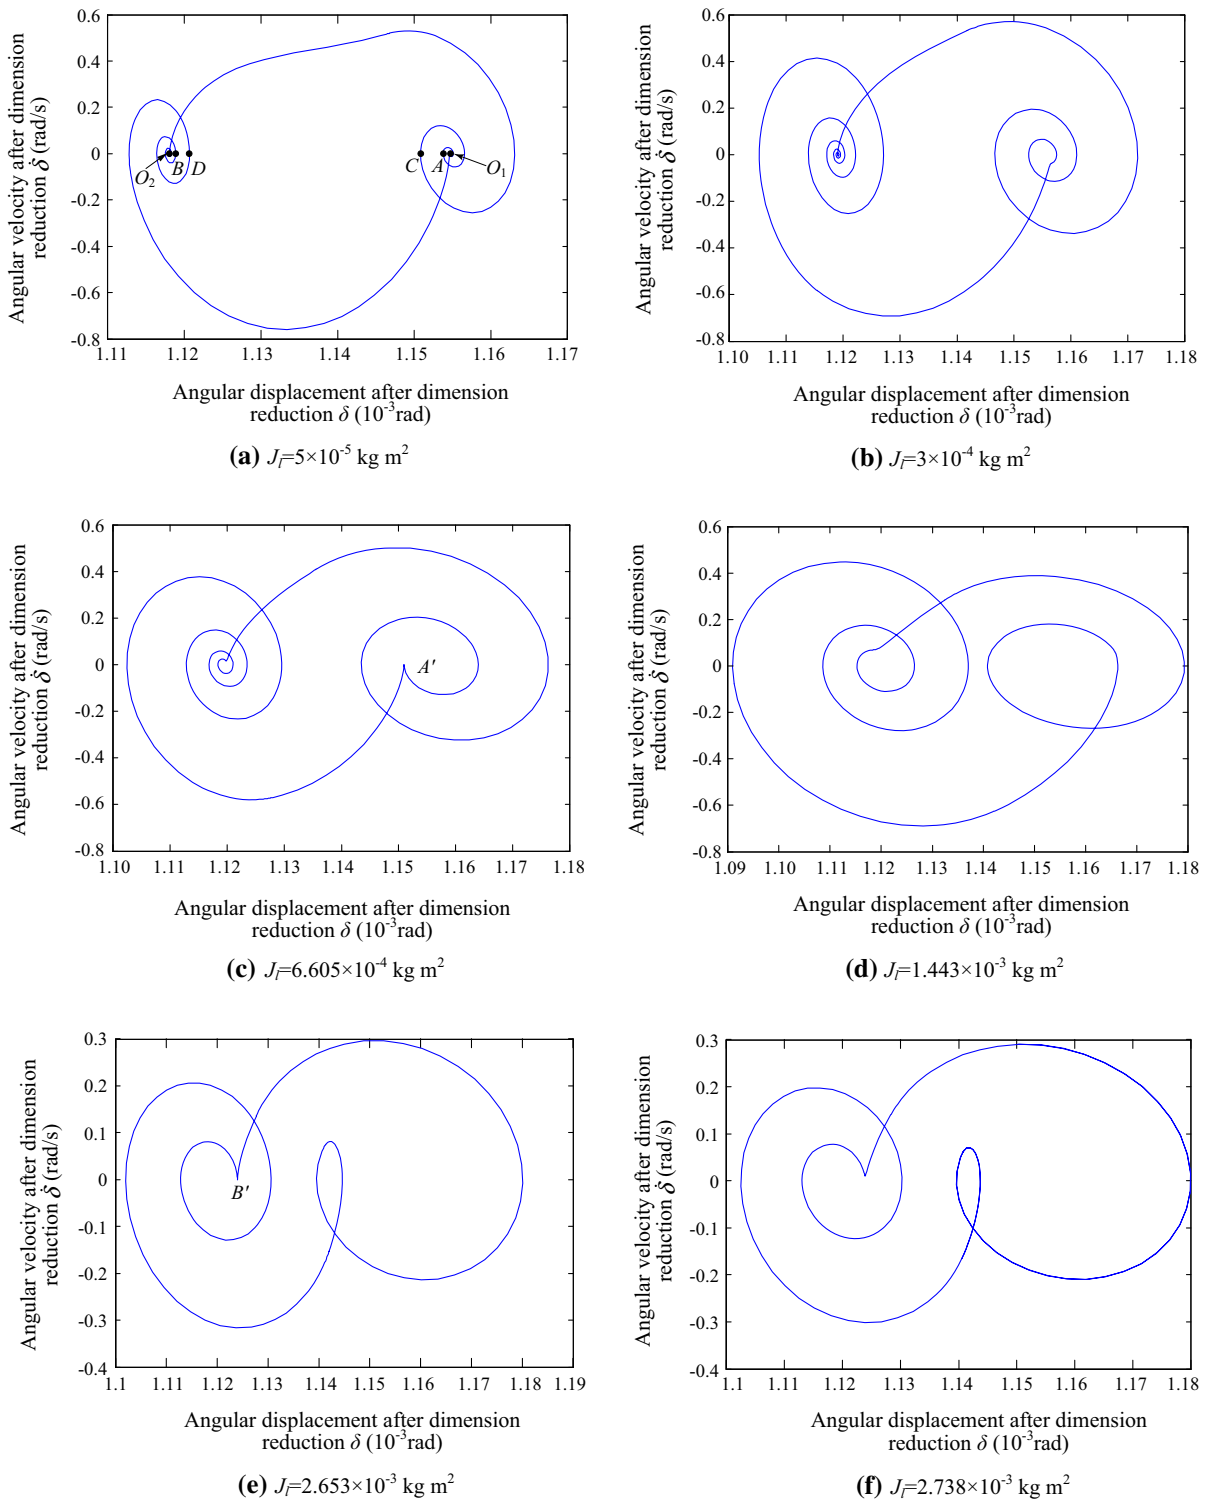 Angular velocity after dimension
reduction δ̇ (rad/s)
0.6
0.4
0.2
0
-0.2
-0.4
-0.6
-0.8
O₂
B
D
C
A
O₁
1.11
1.12
1.13
1.14
1.15
1.16
1.17
Angular displacement after dimension
reduction δ (10⁻³rad)
(a) Jₗ=5×10⁻⁵ kg m²
Angular velocity after dimension
reduction δ̇ (rad/s)
0.6
0.4
0.2
0
-0.2
-0.4
-0.6
-0.8
1.10
1.11
1.12
1.13
1.14
1.15
1.16
1.17
1.18
Angular displacement after dimension
reduction δ (10⁻³rad)
(b) Jₗ=3×10⁻⁴ kg m²
Angular velocity after dimension
reduction δ̇ (rad/s)
0.6
0.4
0.2
0
-0.2
-0.4
-0.6
-0.8
A'
1.10
1.11
1.12
1.13
1.14
1.15
1.16
1.17
1.18
Angular displacement after dimension
reduction δ (10⁻³rad)
(c) Jₗ=6.605×10⁻⁴ kg m²
Angular velocity after dimension
reduction δ̇ (rad/s)
0.6
0.4
0.2
0
-0.2
-0.4
-0.6
-0.8
1.09
1.10
1.11
1.12
1.13
1.14
1.15
1.16
1.17
1.18
Angular displacement after dimension
reduction δ (10⁻³rad)
(d) Jₗ=1.443×10⁻³ kg m²
Angular velocity after dimension
reduction δ̇ (rad/s)
0.3
0.2
0.1
0
-0.1
-0.2
-0.3
-0.4
B'
1.1
1.11
1.12
1.13
1.14
1.15
1.16
1.17
1.18
1.19
Angular displacement after dimension
reduction δ (10⁻³rad)
(e) Jₗ=2.653×10⁻³ kg m²
Angular velocity after dimension
reduction δ̇ (rad/s)
0.3
0.2
0.1
0
-0.1
-0.2
-0.3
-0.4
1.1
1.11
1.12
1.13
1.14
1.15
1.16
1.17
1.18
Angular displacement after dimension
reduction δ (10⁻³rad)
(f) Jₗ=2.738×10⁻³ kg m²